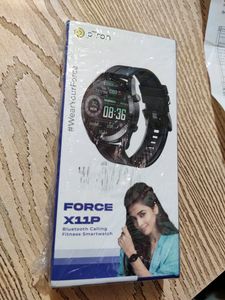 pTron
#WearYourForce
08:36
FORCE
X11P
Bluetooth Calling
Fitness Smartwatch